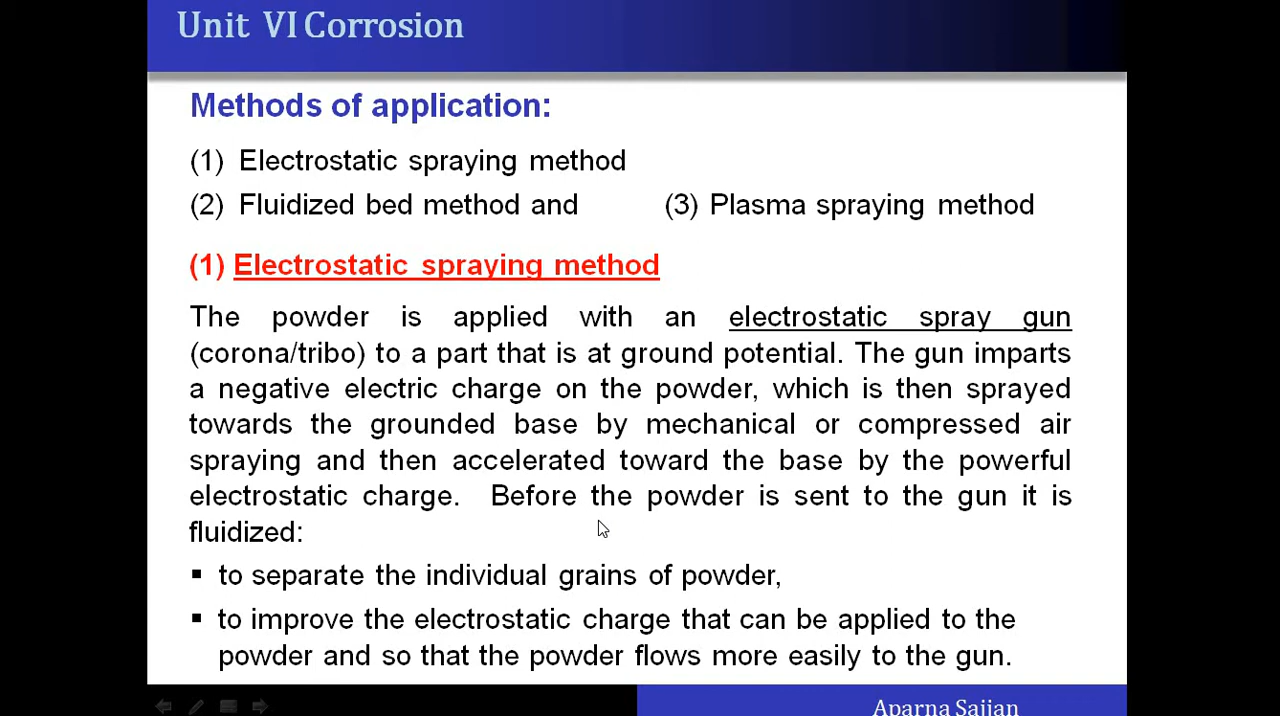 Unit VI Corrosion
Methods of application:
(1) Electrostatic spraying method
(2) Fluidized bed method and (3) Plasma spraying method
(1) Electrostatic spraying method
The powder is applied with an electrostatic spray gun
(corona/tribo) to a part that is at ground potential. The gun imparts
a negative electric charge on the powder, which is then sprayed
towards the grounded base by mechanical or compressed air
spraying and then accelerated toward the base by the powerful
electrostatic charge. Before the powder is sent to the gun it is
fluidized:
▪ to separate the individual grains of powder,
▪ to improve the electrostatic charge that can be applied to the
powder and so that the powder flows more easily to the gun.
Aparna Sajjan